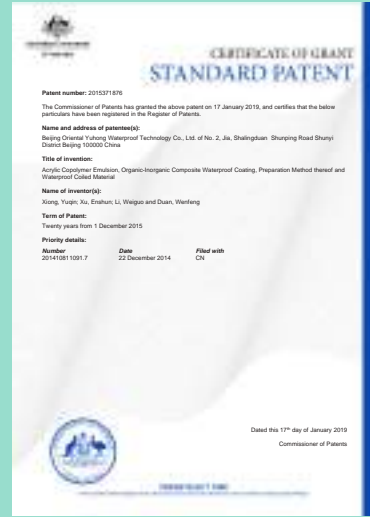 CERTIFICATE OF GRANT
STANDARD PATENT
Patent number: 2015371876
The Commissioner of Patents has granted the above patent on 17 January 2019, and certifies that the below
particulars have been registered in the Register of Patents.
Name and address of patentee(s):
Beijing Oriental Yuhong Waterproof Technology Co., Ltd. of No. 2, Jia, Shalingduan Shunping Road Shunyi
District Beijing 100000 China
Title of invention:
Acrylic Copolymer Emulsion, Organic-Inorganic Composite Waterproof Coating, Preparation Method thereof and
Waterproof Coiled Material
Name of inventor(s):
Xiong, Yuqin; Xu, Enshun; Li, Weiguo and Duan, Wenfeng
Term of Patent:
Twenty years from 1 December 2015
Priority details:
Number Date Filed with
201410811091.7 22 December 2014 CN
Dated this 17th day of January 2019
Commissioner of Patents